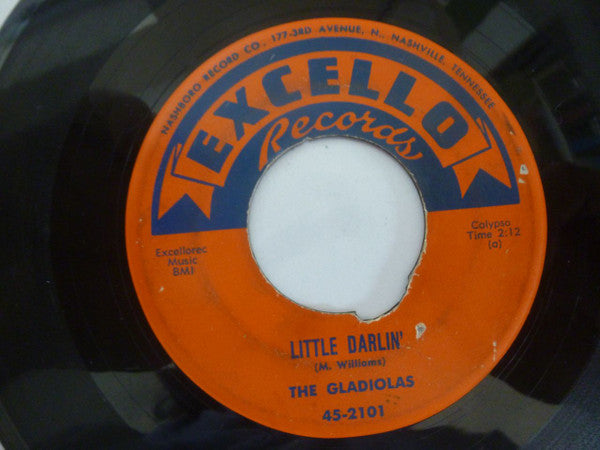 NASHBORO RECORD CO., 177-3RD AVENUE, N., NASHVILLE, TENNESSEE
EXCELLO
Records
Excellorec
Music
BMI
Calypso
Time 2:12
(a)
LITTLE DARLIN'
(M. Williams)
THE GLADIOLAS
45-2101